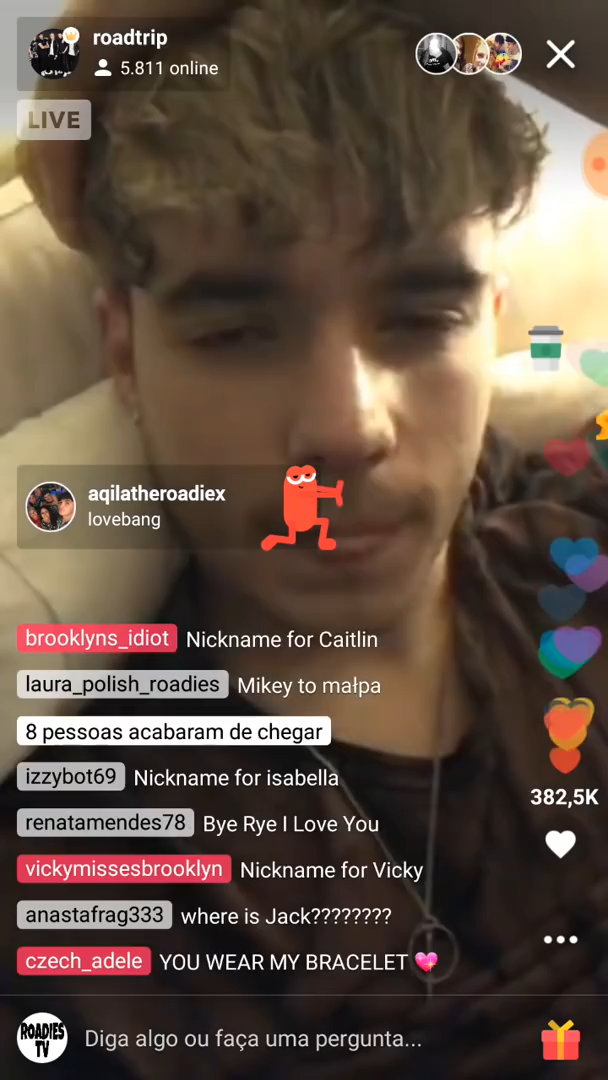 roadtrip
5.811 online
LIVE
aqilatheroadiex
lovebang
brooklyns_idiot Nickname for Caitlin
laura_polish_roadies Mikey to małpa
8 pessoas acabaram de chegar
izzybot69 Nickname for isabella
renatamendes78 Bye Rye I Love You
382,5K
vickymissesbrooklyn Nickname for Vicky
anastafrag333 where is Jack????????
czech_adele YOU WEAR MY BRACELET 💖
ROADIES
TV
Diga algo ou faça uma pergunta...